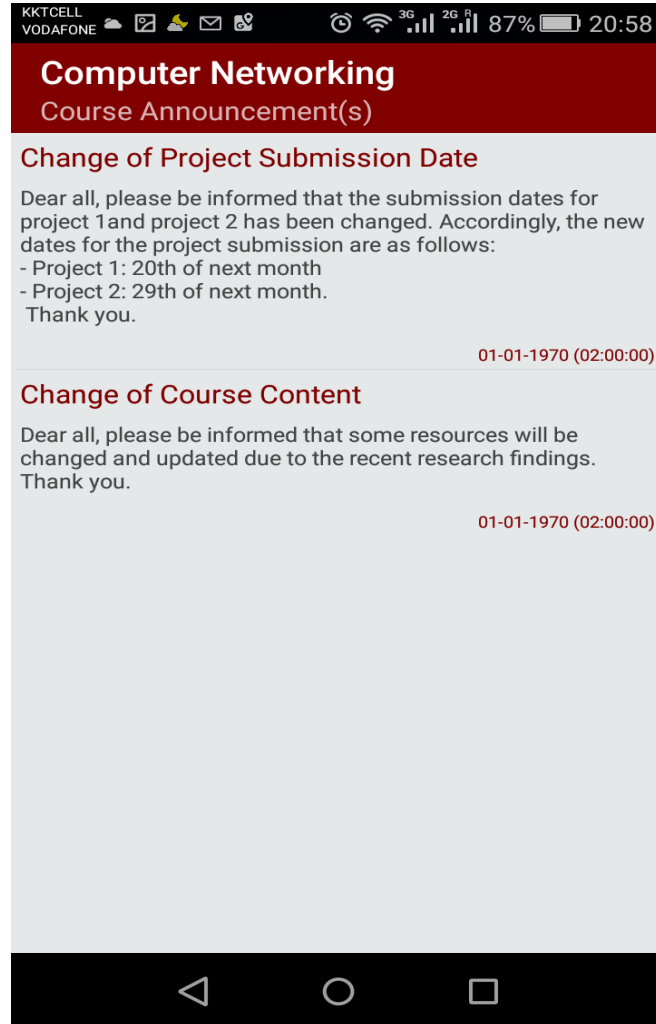 KKTCELL
VODAFONE
3G 2G R 87% 20:58
Computer Networking
Course Announcement(s)
Change of Project Submission Date
Dear all, please be informed that the submission dates for
project 1and project 2 has been changed. Accordingly, the new
dates for the project submission are as follows:
- Project 1: 20th of next month
- Project 2: 29th of next month.
Thank you.
01-01-1970 (02:00:00)
Change of Course Content
Dear all, please be informed that some resources will be
changed and updated due to the recent research findings.
Thank you.
01-01-1970 (02:00:00)